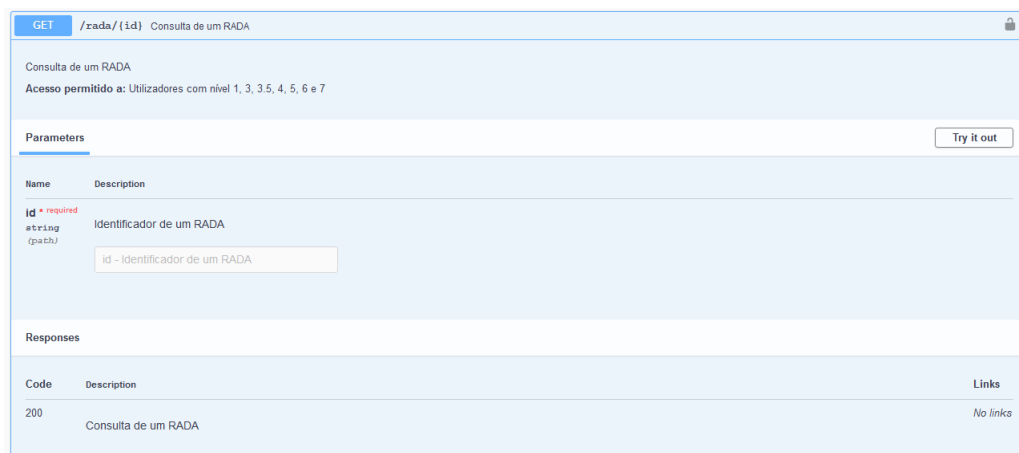 GET /rada/{id} Consulta de um RADA
Consulta de um RADA
Acesso permitido a: Utilizadores com nível 1, 3, 3.5, 4, 5, 6 e 7
Parameters Try it out
Name Description
id * required Identificador de um RADA
string
(path)
id - Identificador de um RADA
Responses
Code Description Links
200 No links
Consulta de um RADA